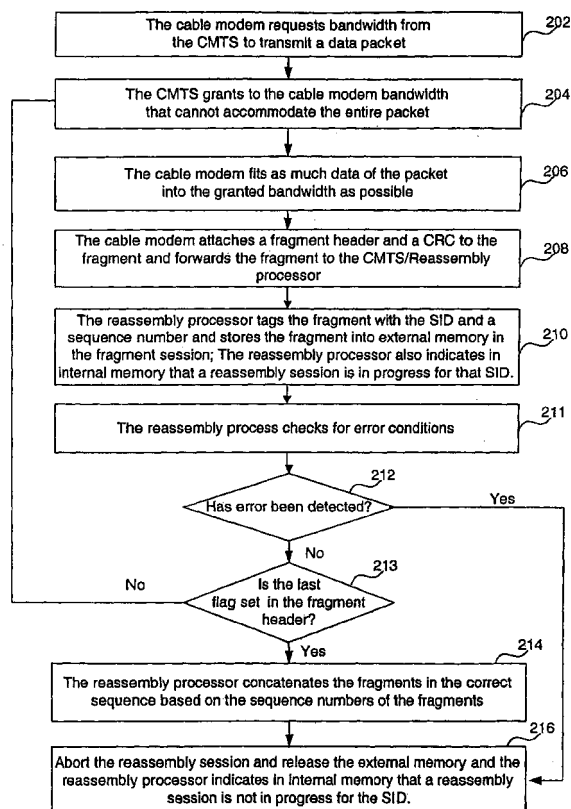 The cable modem requests bandwidth from
the CMTS to transmit a data packet
202
The CMTS grants to the cable modem bandwidth
that cannot accommodate the entire packet
204
The cable modem fits as much data of the packet
into the granted bandwidth as possible
206
The cable modem attaches a fragment header and a CRC to the
fragment and forwards the fragment to the CMTS/Reassembly
processor
208
The reassembly processor tags the fragment with the SID and a
sequence number and stores the fragment into external memory in
the fragment session; The reassembly processor also indicates in
internal memory that a reassembly session is in progress for that SID.
210
The reassembly process checks for error conditions
211
Has error been detected?
212
Yes
No
Is the last
flag set in the fragment
header?
213
No
Yes
The reassembly processor concatenates the fragments in the correct
sequence based on the sequence numbers of the fragments
214
Abort the reassembly session and release the external memory and the
reassembly processor indicates in internal memory that a reassembly
session is not in progress for the SID.
216